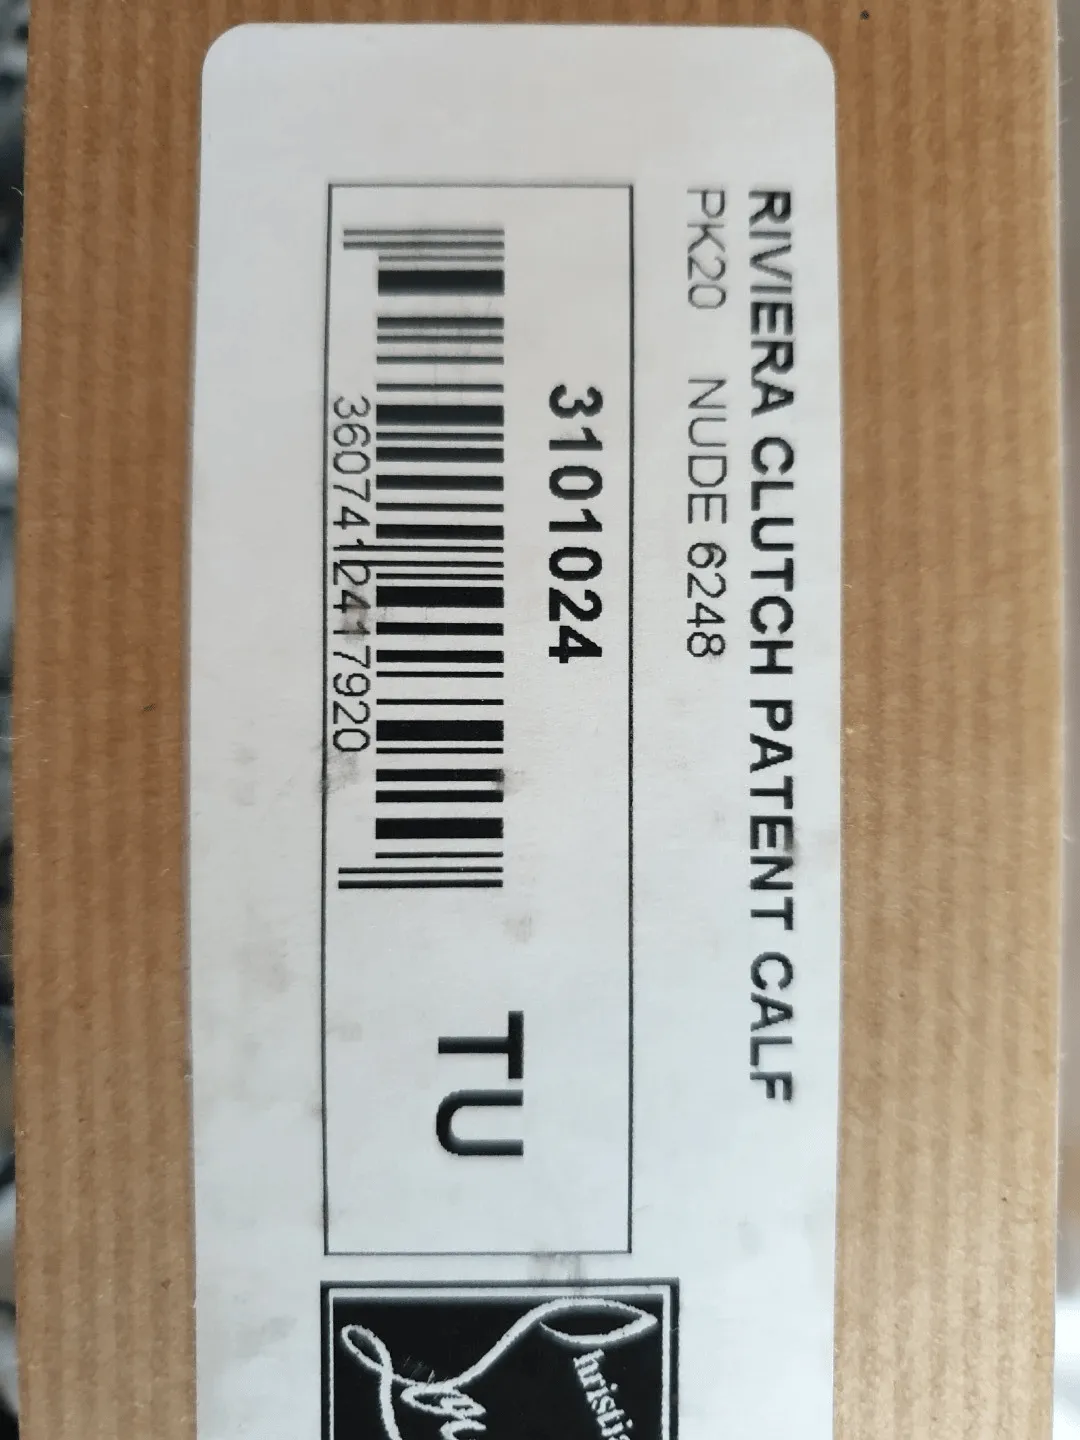 RIVIERA CLUTCH PATENT CALF
PK20 NUDE 6248
3101024
3607412417920
TU